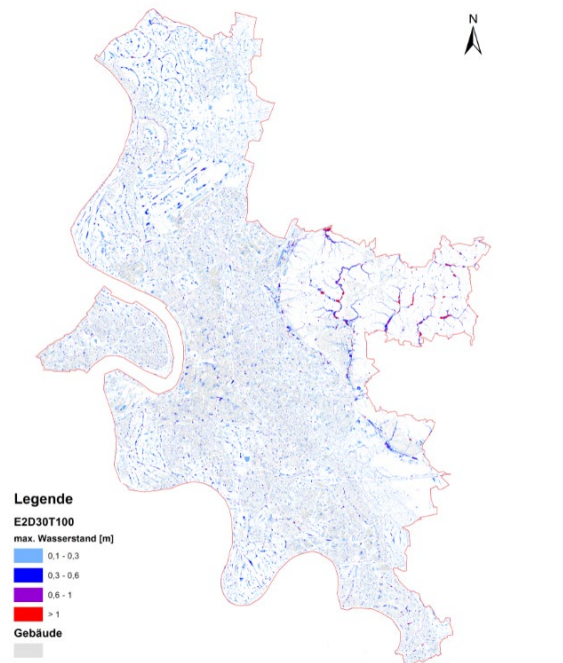 N
Legende
E2D30T100
max. Wasserstand [m]
0,1 - 0,3
0,3 - 0,6
0,6 - 1
> 1
Gebäude